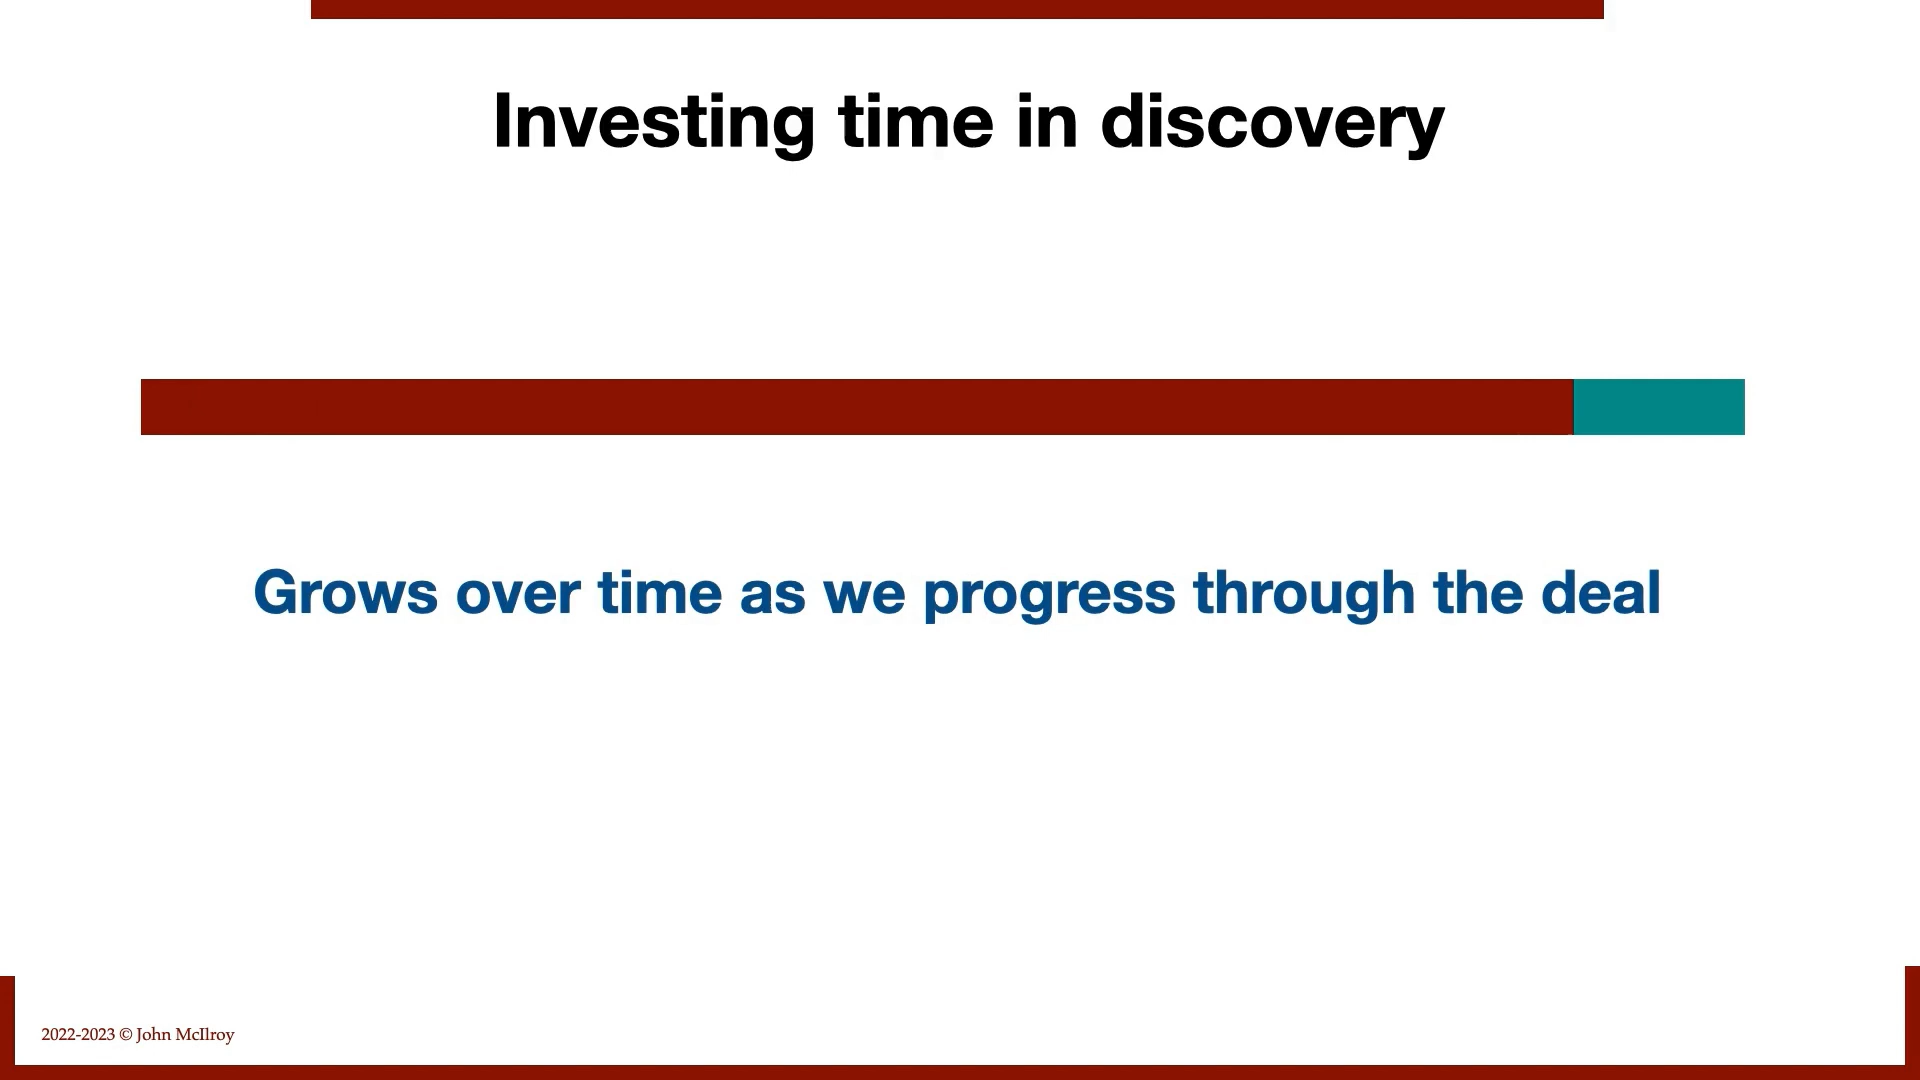 Investing time in discovery
Grows over time as we progress through the deal
2022-2023 © John McIlroy